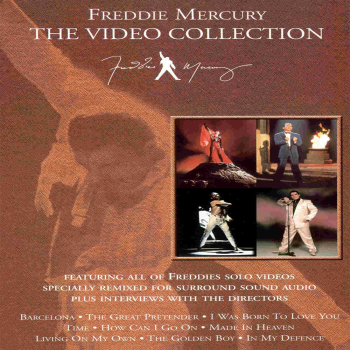 FREDDIE MERCURY
THE VIDEO COLLECTION
Freddie Mercury
FEATURING ALL OF FREDDIES SOLO VIDEOS
SPECIALLY REMIXED FOR SURROUND SOUND AUDIO
PLUS INTERVIEWS WITH THE DIRECTORS
BARCELONA • THE GREAT PRETENDER • I WAS BORN TO LOVE YOU
TIME • HOW CAN I GO ON • MADE IN HEAVEN
LIVING ON MY OWN • THE GOLDEN BOY • IN MY DEFENCE